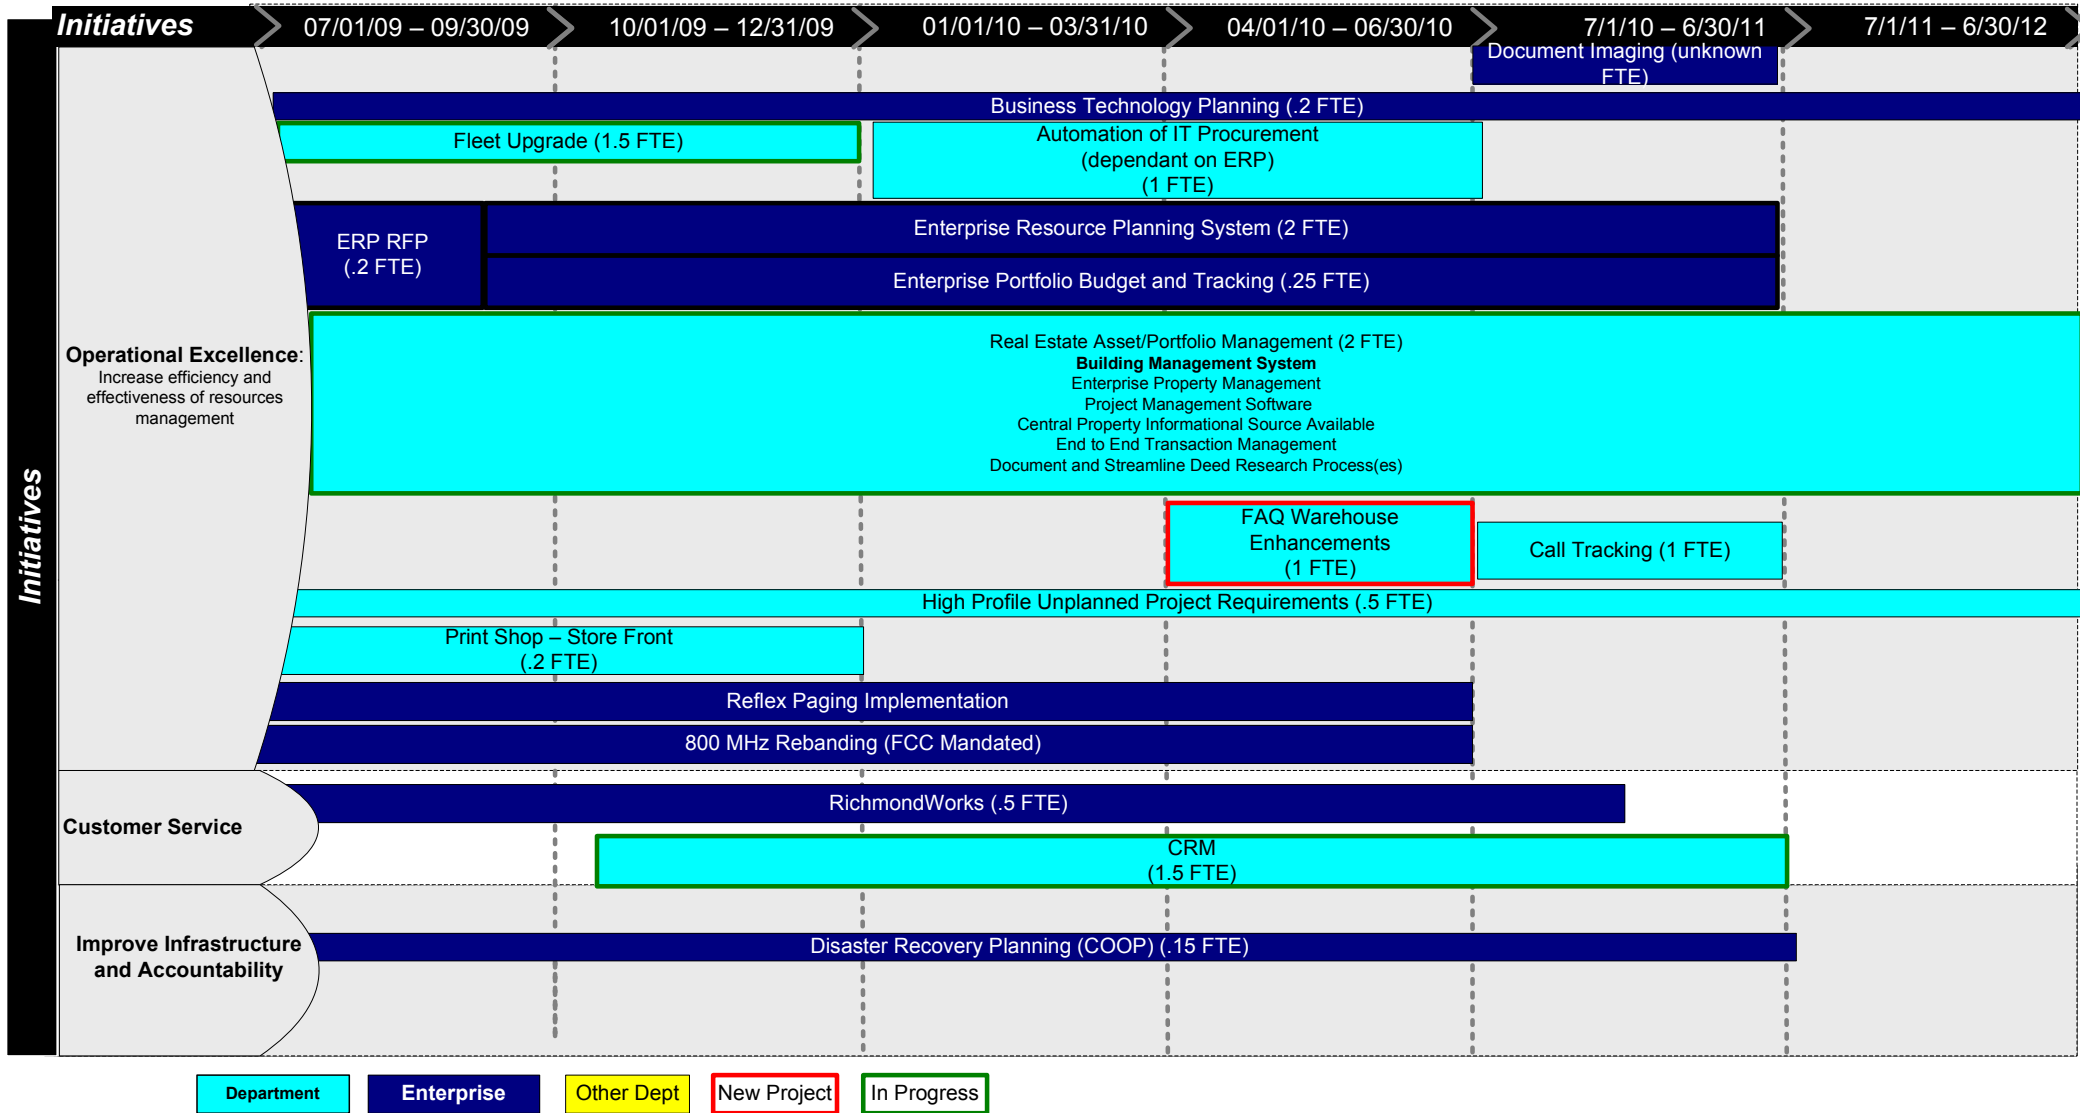 Initiatives
07/01/09 – 09/30/09
10/01/09 – 12/31/09
01/01/10 – 03/31/10
04/01/10 – 06/30/10
7/1/10 – 6/30/11
7/1/11 – 6/30/12
Initiatives
Document Imaging (unknown
FTE)
Business Technology Planning (.2 FTE)
Fleet Upgrade (1.5 FTE)
Automation of IT Procurement
(dependant on ERP)
(1 FTE)
ERP RFP
(.2 FTE)
Enterprise Resource Planning System (2 FTE)
Enterprise Portfolio Budget and Tracking (.25 FTE)
Operational Excellence:
Increase efficiency and
effectiveness of resources
management
Real Estate Asset/Portfolio Management (2 FTE)
Building Management System
Enterprise Property Management
Project Management Software
Central Property Informational Source Available
End to End Transaction Management
Document and Streamline Deed Research Process(es)
FAQ Warehouse
Enhancements
(1 FTE)
Call Tracking (1 FTE)
High Profile Unplanned Project Requirements (.5 FTE)
Print Shop – Store Front
(.2 FTE)
Reflex Paging Implementation
800 MHz Rebanding (FCC Mandated)
Customer Service
RichmondWorks (.5 FTE)
CRM
(1.5 FTE)
Improve Infrastructure
and Accountability
Disaster Recovery Planning (COOP) (.15 FTE)
Department
Enterprise
Other Dept
New Project
In Progress